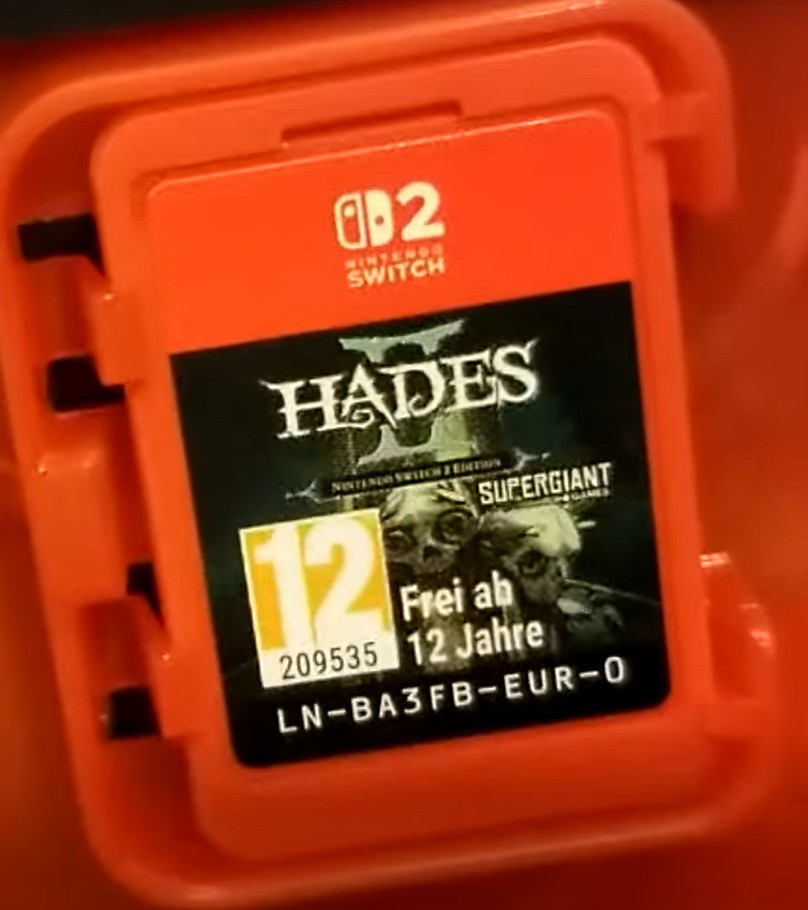 2
NINTENDO
SWITCH
II
HADES
NINTENDO SWITCH 2 EDITION
SUPERGIANT
GAMES
12
209535
Frei ab
12 Jahre
LN-BA3FB-EUR-0